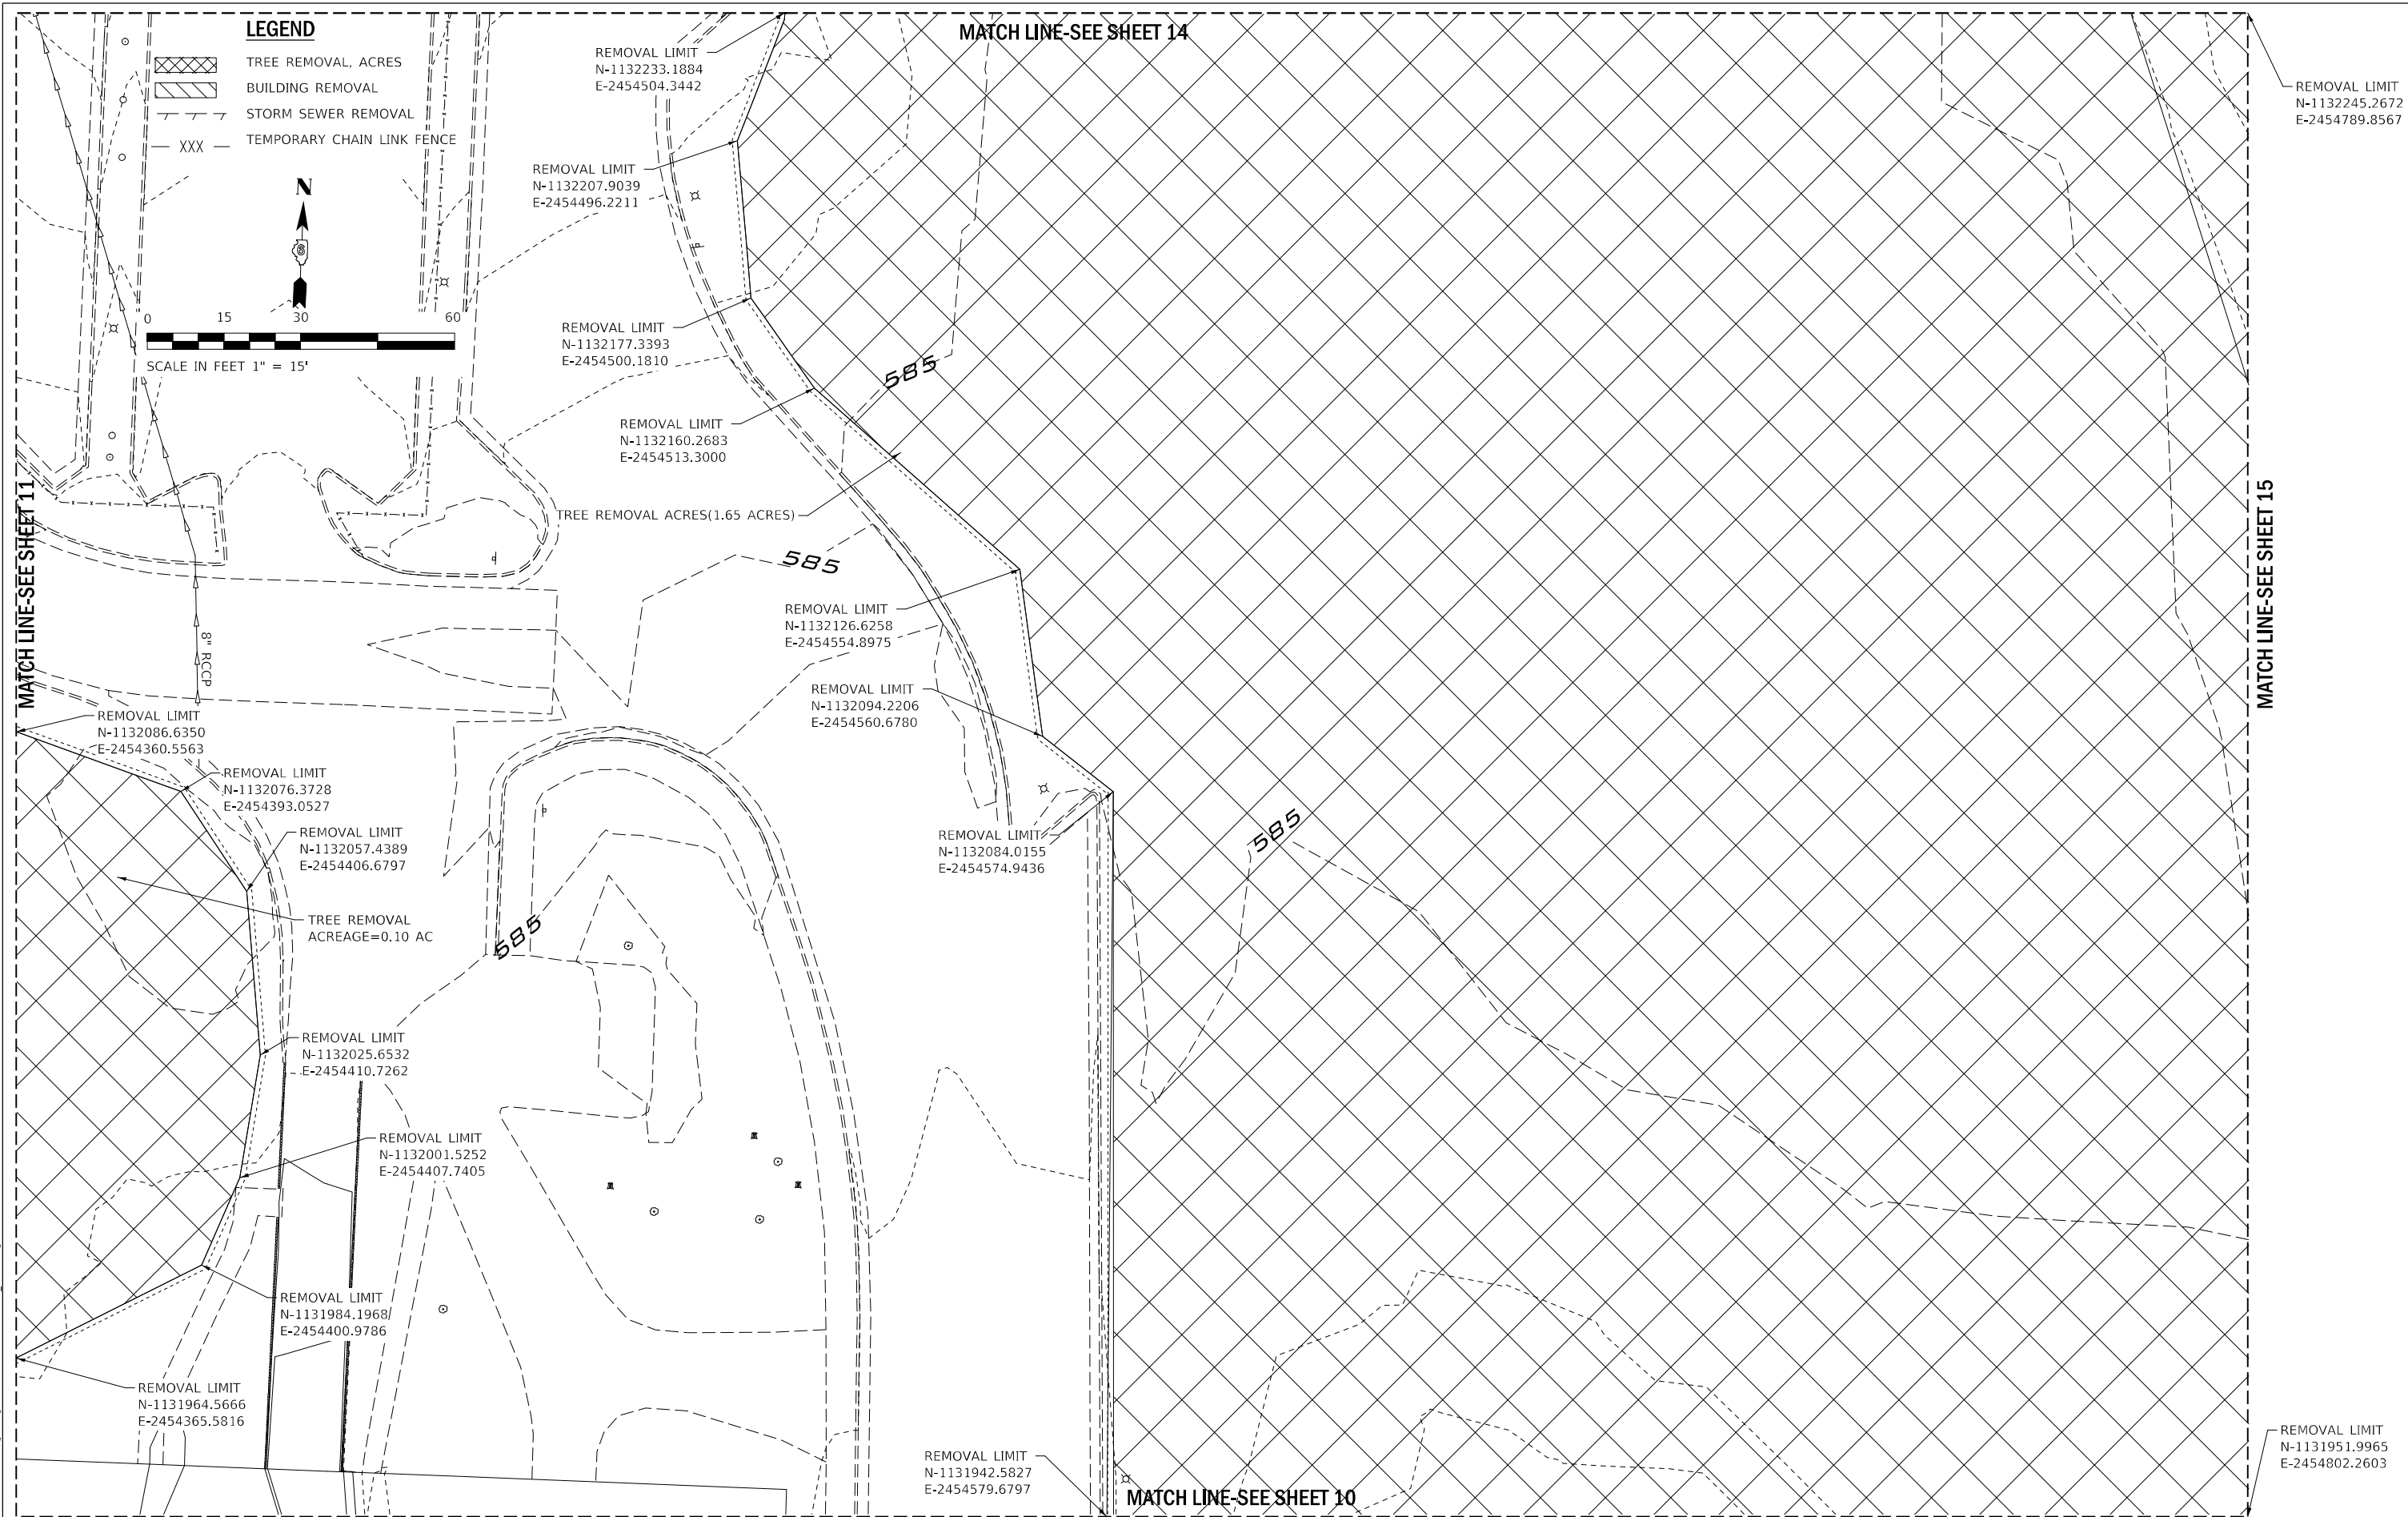 LEGEND
TREE REMOVAL, ACRES
BUILDING REMOVAL
STORM SEWER REMOVAL
XXX
TEMPORARY CHAIN LINK FENCE
N
0 15 30 60
SCALE IN FEET 1" = 15'
MATCH LINE-SEE SHEET 14
REMOVAL LIMIT
N-1132233.1884
E-2454504.3442
REMOVAL LIMIT
N-1132245.2672
E-2454789.8567
REMOVAL LIMIT
N-1132207.9039
E-2454496.2211
REMOVAL LIMIT
N-1132177.3393
E-2454500.1810
585
REMOVAL LIMIT
N-1132160.2683
E-2454513.3000
TREE REMOVAL ACRES(1.65 ACRES)
585
MATCH LINE-SEE SHEET 11
MATCH LINE-SEE SHEET 15
8" RCCP
REMOVAL LIMIT
N-1132126.6258
E-2454554.8975
REMOVAL LIMIT
N-1132094.2206
E-2454560.6780
REMOVAL LIMIT
N-1132086.6350
E-2454360.5563
REMOVAL LIMIT
N-1132076.3728
E-2454393.0527
REMOVAL LIMIT
N-1132057.4389
E-2454406.6797
REMOVAL LIMIT
N-1132084.0155
E-2454574.9436
585
TREE REMOVAL
ACREAGE=0.10 AC
585
REMOVAL LIMIT
N-1132025.6532
E-2454410.7262
REMOVAL LIMIT
N-1132001.5252
E-2454407.7405
REMOVAL LIMIT
N-1131984.1968
E-2454400.9786
REMOVAL LIMIT
N-1131964.5666
E-2454365.5816
REMOVAL LIMIT
N-1131942.5827
E-2454579.6797
MATCH LINE-SEE SHEET 10
REMOVAL LIMIT
N-1131951.9965
E-2454802.2603